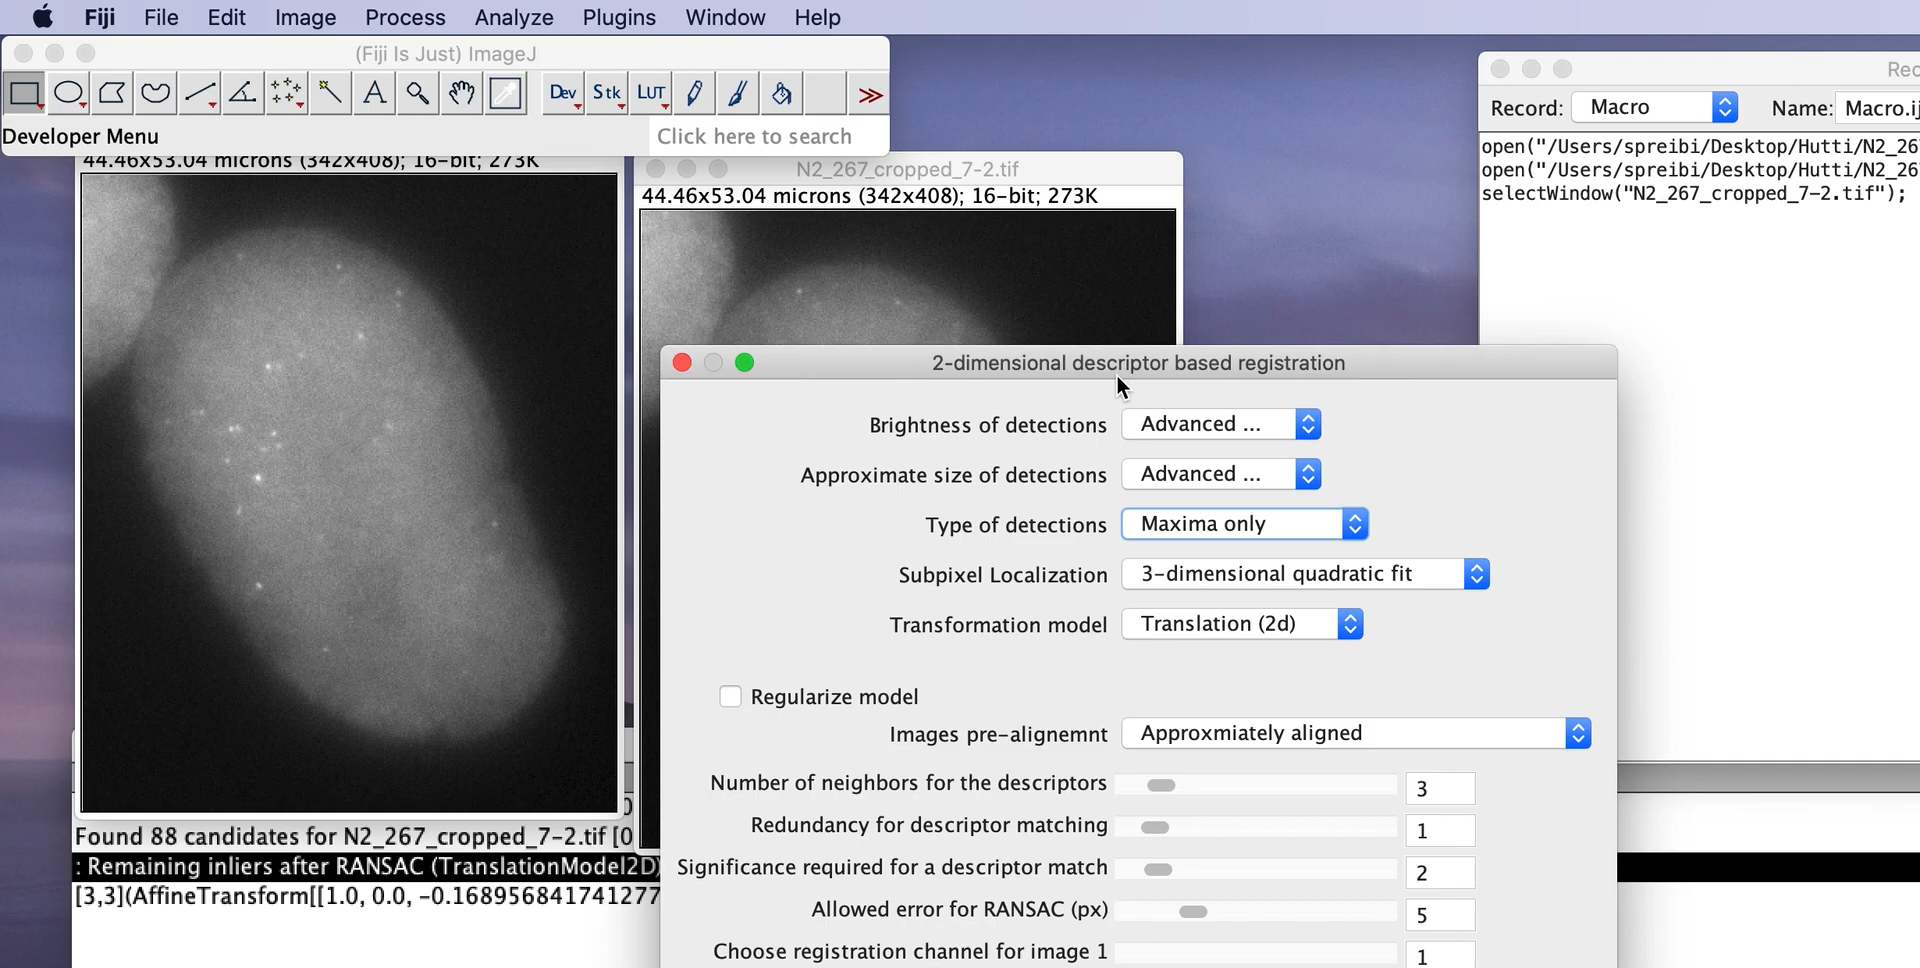 Fiji File Edit Image Process Analyze Plugins Window Help
(Fiji Is Just) ImageJ
Dev Stk LUT
Developer Menu
Click here to search
44.46x53.04 microns (342x408); 16-bit; 273K
N2_267_cropped_7-2.tif
44.46x53.04 microns (342x408); 16-bit; 273K
Rec
Record: Macro Name: Macro.ij
open("/Users/spreibi/Desktop/Hutti/N2_26
open("/Users/spreibi/Desktop/Hutti/N2_26
selectWindow("N2_267_cropped_7-2.tif");
2-dimensional descriptor based registration
Brightness of detections Advanced ...
Approximate size of detections Advanced ...
Type of detections Maxima only
Subpixel Localization 3-dimensional quadratic fit
Transformation model Translation (2d)
Regularize model
Images pre-alignemnt Approxmiately aligned
Number of neighbors for the descriptors 3
Redundancy for descriptor matching 1
Significance required for a descriptor match 2
Allowed error for RANSAC (px) 5
Choose registration channel for image 1 1
Found 88 candidates for N2_267_cropped_7-2.tif [0
: Remaining inliers after RANSAC (TranslationModel2D)
[3,3](AffineTransform[[1.0, 0.0, -0.168956841741277